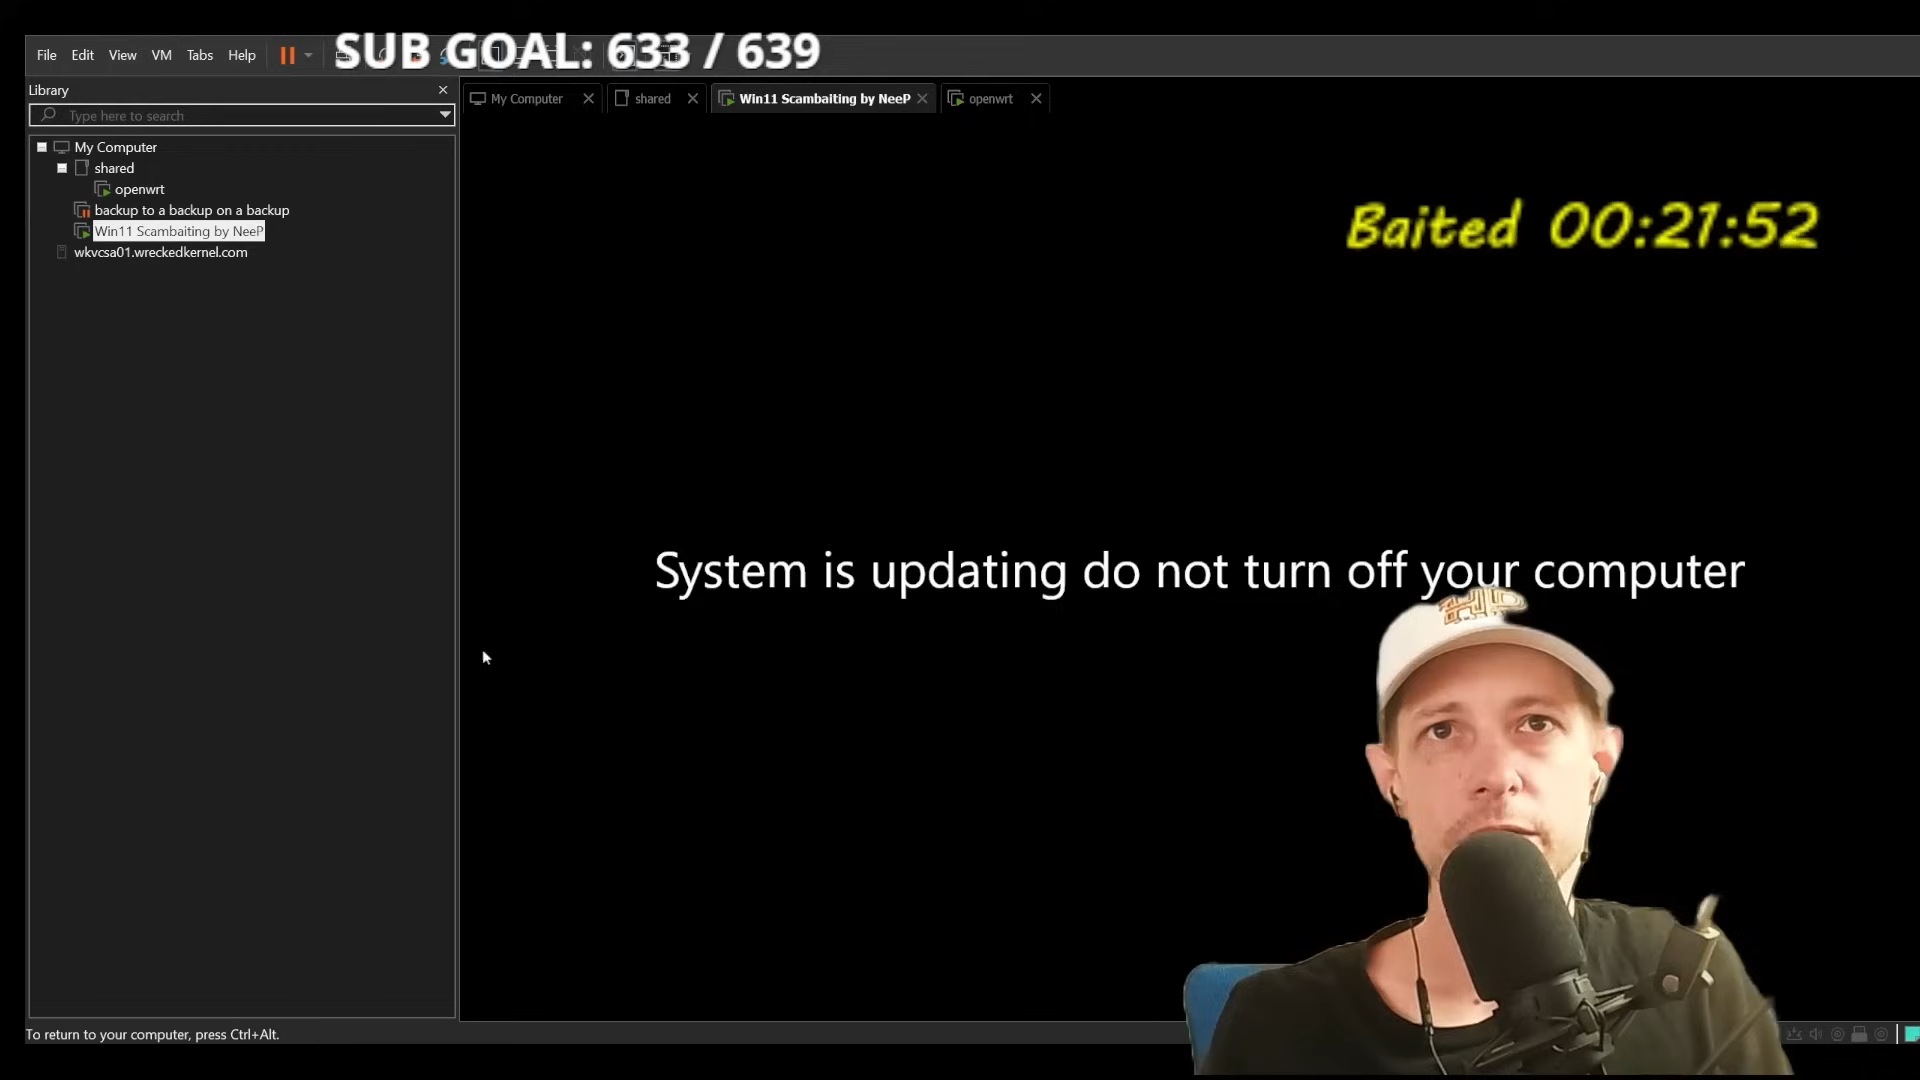 SUB GOAL: 633 / 639
File Edit View VM Tabs Help
Library
Type here to search
My Computer
shared
openwrt
backup to a backup on a backup
Win11 Scambaiting by NeeP
wkvcsa01.wreckedkernel.com
My Computer shared Win11 Scambaiting by NeeP openwrt
Baited 00:21:52
System is updating do not turn off your computer
To return to your computer, press Ctrl+Alt.